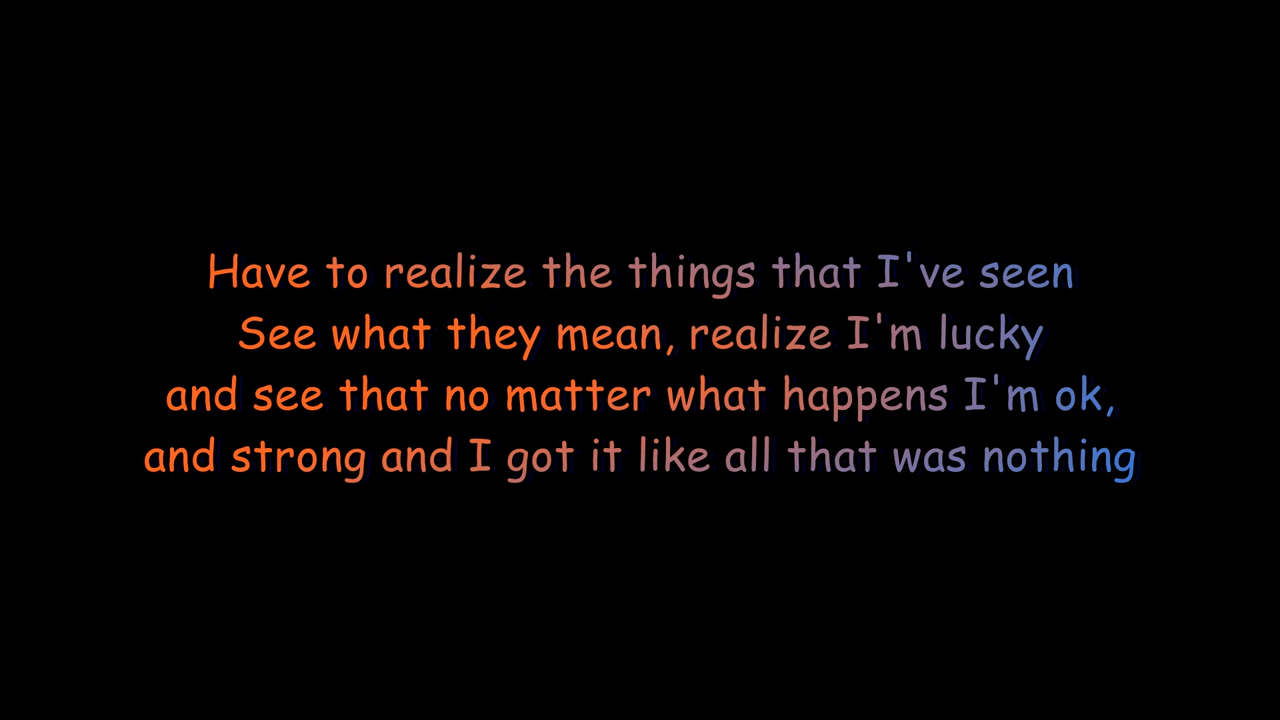 Have to realize the things that I've seen
See what they mean, realize I'm lucky
and see that no matter what happens I'm ok,
and strong and I got it like all that was nothing